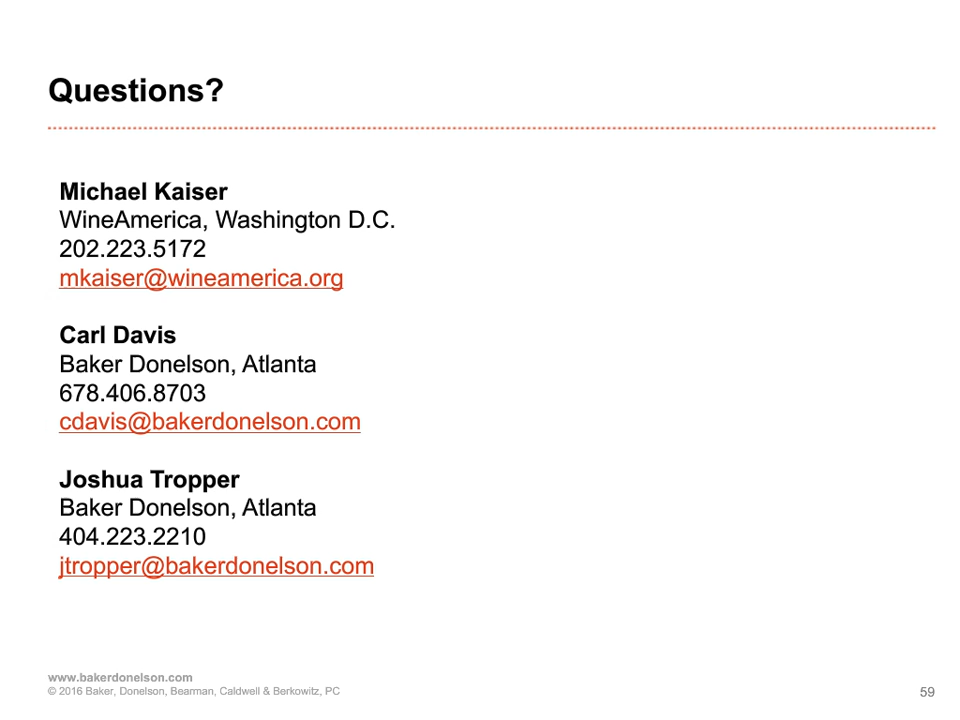 Questions?
Michael Kaiser
WineAmerica, Washington D.C.
202.223.5172
mkaiser@wineamerica.org
Carl Davis
Baker Donelson, Atlanta
678.406.8703
cdavis@bakerdonelson.com
Joshua Tropper
Baker Donelson, Atlanta
404.223.2210
jtropper@bakerdonelson.com
www.bakerdonelson.com
© 2016 Baker, Donelson, Bearman, Caldwell & Berkowitz, PC
59